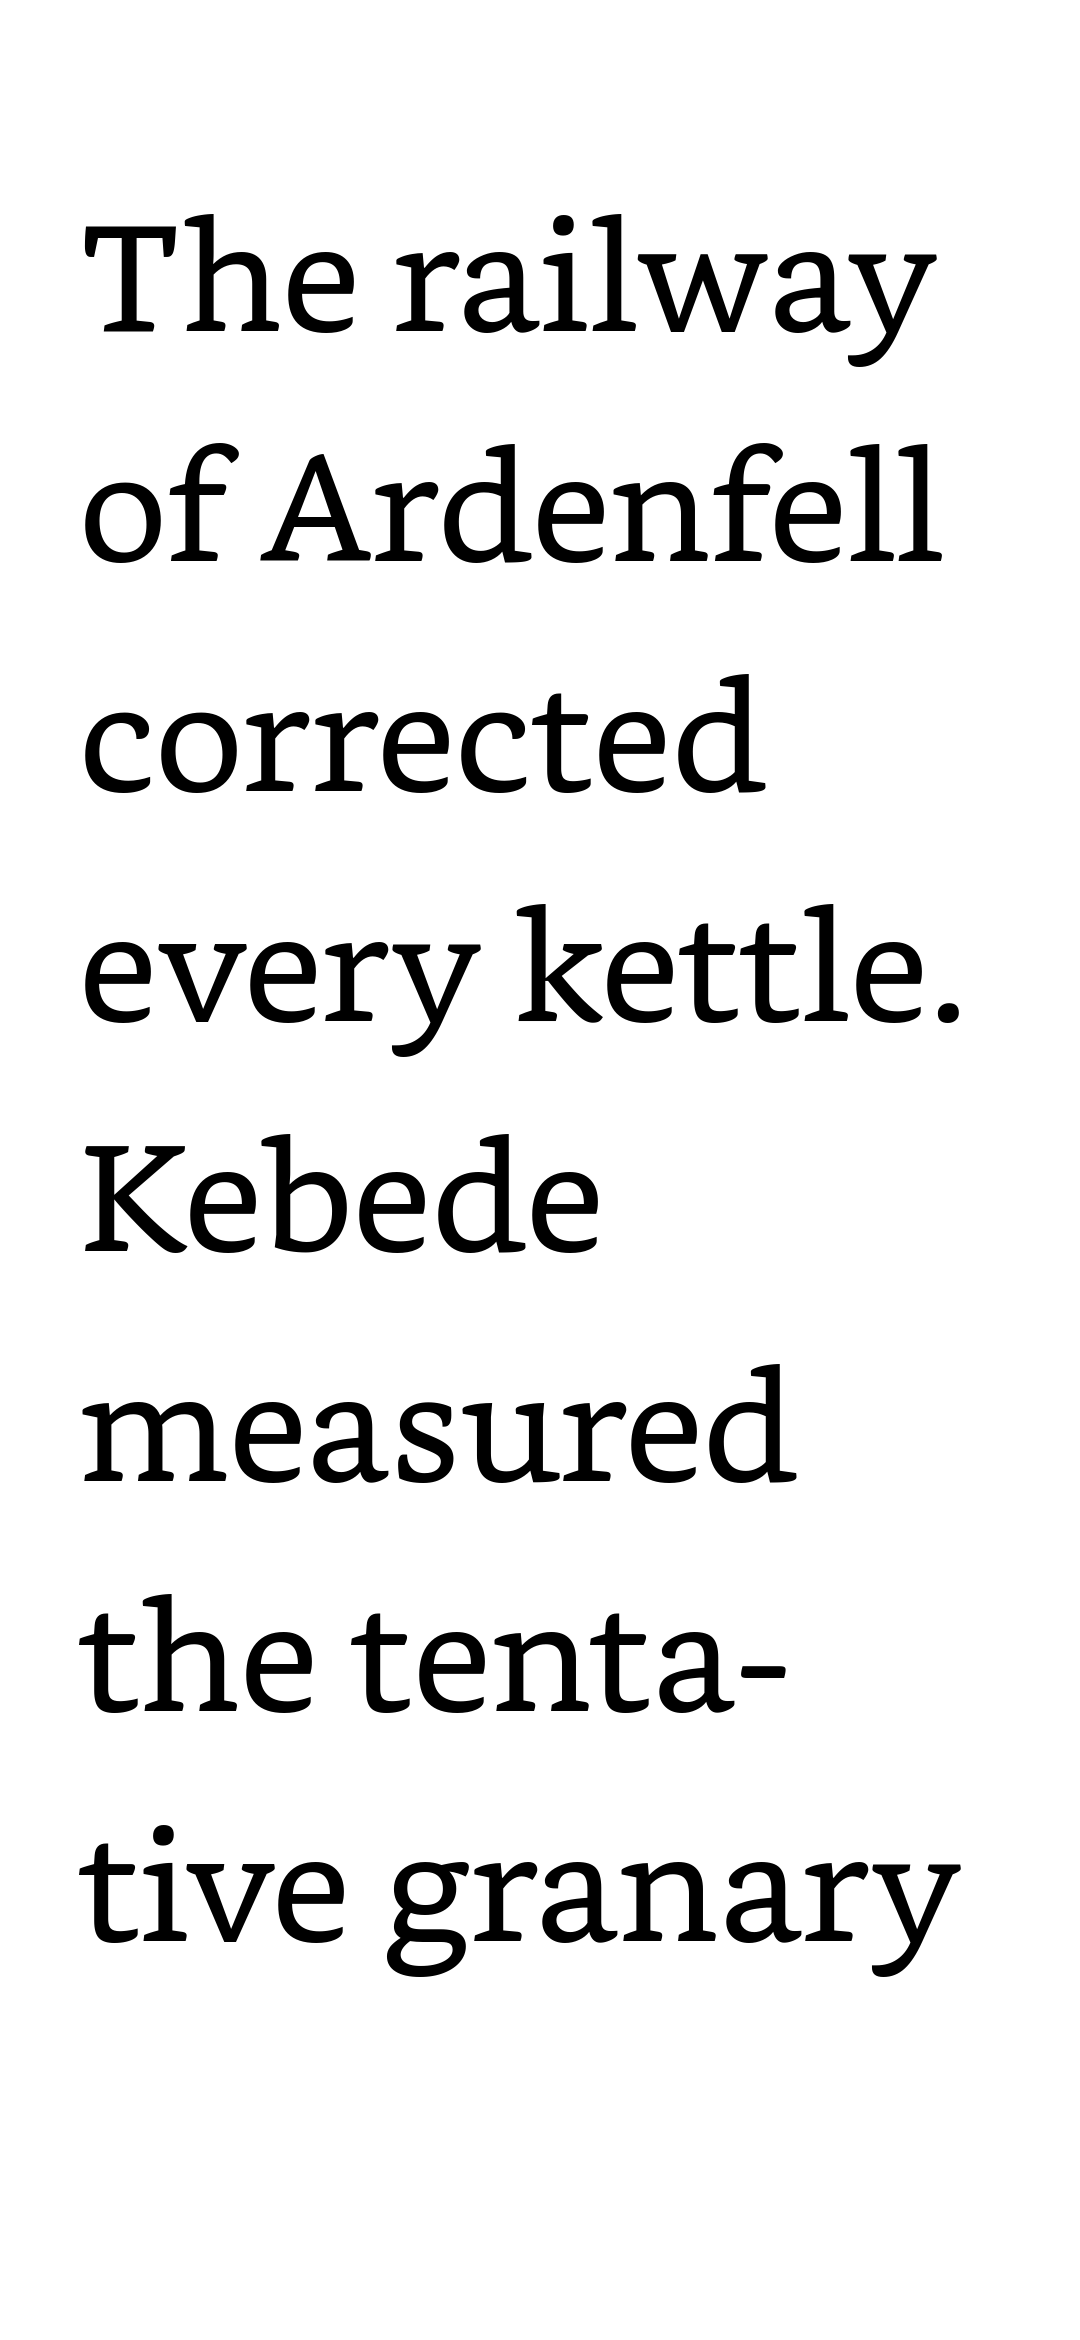 The railway
of Ardenfell
corrected
every kettle.
Kebede
measured
the tenta-
tive granary